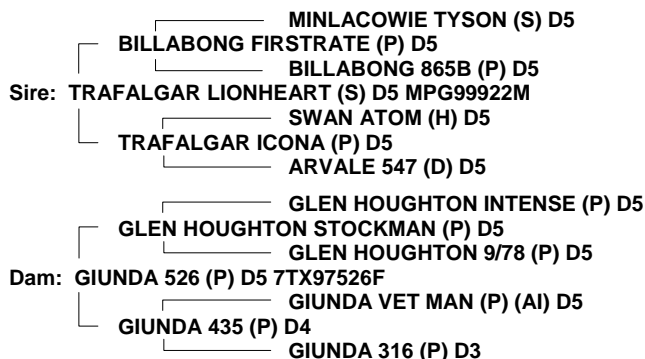 MINLACOWIE TYSON (S) D5
BILLABONG FIRSTRATE (P) D5
BILLABONG 865B (P) D5
Sire: TRAFALGAR LIONHEART (S) D5 MPG99922M
SWAN ATOM (H) D5
TRAFALGAR ICONA (P) D5
ARVALE 547 (D) D5
GLEN HOUGHTON INTENSE (P) D5
GLEN HOUGHTON STOCKMAN (P) D5
GLEN HOUGHTON 9/78 (P) D5
Dam: GIUNDA 526 (P) D5 7TX97526F
GIUNDA VET MAN (P) (AI) D5
GIUNDA 435 (P) D4
GIUNDA 316 (P) D3